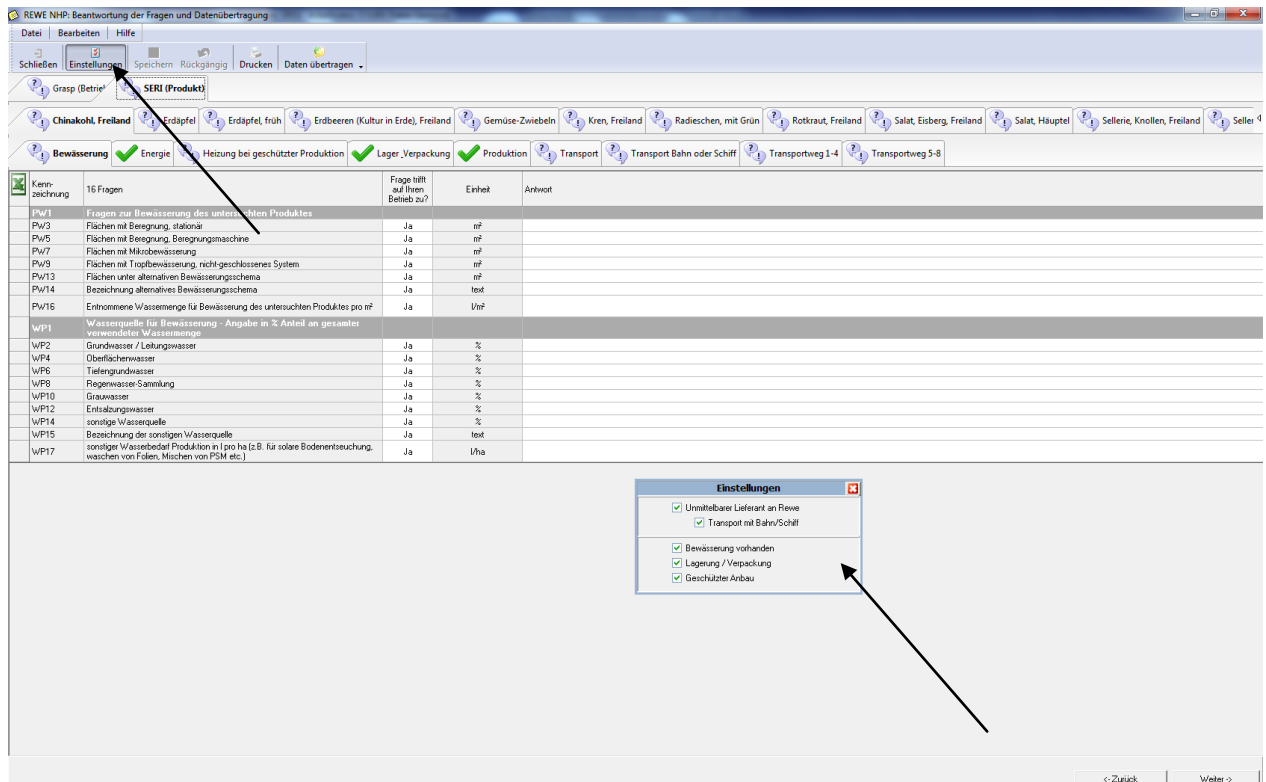 REWE NHP: Beantwortung der Fragen und Datenübertragung
Datei Bearbeiten Hilfe
Schließen Einstellungen Speichern Rückgängig Drucken Daten übertragen
Grasp (Betrie SERI (Produkt)
Chinakohl, Freiland Erdäpfel Erdäpfel, früh Erdbeeren (Kultur in Erde), Freiland Gemüse-Zwiebeln Kren, Freiland Radieschen, mit Grün Rotkraut, Freiland Salat, Eisberg, Freiland Salat, Häuptel Sellerie, Knollen, Freiland Seller
Bewässerung Energie Heizung bei geschützter Produktion Lager_Verpackung Produktion Transport Transport Bahn oder Schiff Transportweg 1-4 Transportweg 5-8
Kenn-
zeichnung
16 Fragen
Frage trifft
auf Ihren
Betrieb zu?
Einheit
Antwort
PW1 Fragen zur Bewässerung des untersuchten Produktes
PW3 Flächen mit Beregnung, stationär Ja m²
PW5 Flächen mit Beregnung, Beregnungsmaschine Ja m²
PW7 Flächen mit Mikrobewässerung Ja m²
PW9 Flächen mit Tropfbewässerung, nicht-geschlossenes System Ja m²
PW13 Flächen unter alternativen Bewässerungsschema Ja m²
PW14 Bezeichnung alternatives Bewässerungsschema Ja text
PW16 Entnommene Wassermenge für Bewässerung des untersuchten Produktes pro m² Ja l/m²
WP1 Wasserquelle für Bewässerung - Angabe in % Anteil an gesamter
verwendeter Wassermenge
WP2 Grundwasser / Leitungswasser Ja %
WP4 Oberflächenwasser Ja %
WP6 Tiefengrundwasser Ja %
WP8 Regenwasser-Sammlung Ja %
WP10 Grauwasser Ja %
WP12 Entsalzungswasser Ja %
WP14 sonstige Wasserquelle Ja %
WP15 Bezeichnung der sonstigen Wasserquelle Ja text
WP17 sonstiger Wasserbedarf Produktion in l pro ha (z.B. für solare Bodenentseuchung,
waschen von Folien, Mischen von PSM etc.) Ja l/ha
Einstellungen
Unmittelbarer Lieferant an Rewe
Transport mit Bahn/Schiff
Bewässerung vorhanden
Lagerung / Verpackung
Geschützter Anbau
<- Zurück Weiter ->